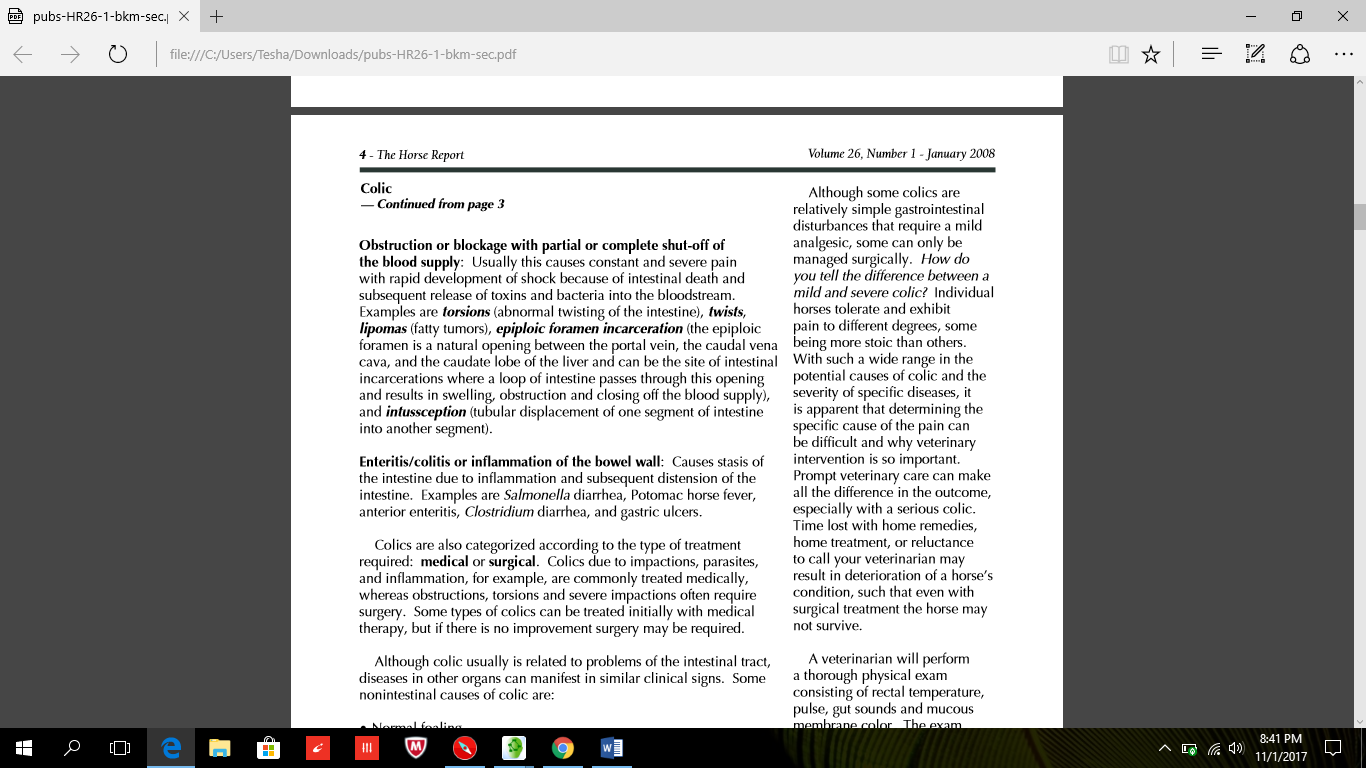 pubs-HR26-1-bkm-sec.p
file:///C:/Users/Tesha/Downloads/pubs-HR26-1-bkm-sec.pdf
4 - The Horse Report
Volume 26, Number 1 - January 2008
Colic
— Continued from page 3
Obstruction or blockage with partial or complete shut-off of
the blood supply: Usually this causes constant and severe pain
with rapid development of shock because of intestinal death and
subsequent release of toxins and bacteria into the bloodstream.
Examples are torsions (abnormal twisting of the intestine), twists,
lipomas (fatty tumors), epiploic foramen incarceration (the epiploic
foramen is a natural opening between the portal vein, the caudal vena
cava, and the caudate lobe of the liver and can be the site of intestinal
incarcerations where a loop of intestine passes through this opening
and results in swelling, obstruction and closing off the blood supply),
and intussception (tubular displacement of one segment of intestine
into another segment).
Enteritis/colitis or inflammation of the bowel wall: Causes stasis of
the intestine due to inflammation and subsequent distension of the
intestine. Examples are Salmonella diarrhea, Potomac horse fever,
anterior enteritis, Clostridium diarrhea, and gastric ulcers.
Colics are also categorized according to the type of treatment
required: medical or surgical. Colics due to impactions, parasites,
and inflammation, for example, are commonly treated medically,
whereas obstructions, torsions and severe impactions often require
surgery. Some types of colics can be treated initially with medical
therapy, but if there is no improvement surgery may be required.
Although colic usually is related to problems of the intestinal tract,
diseases in other organs can manifest in similar clinical signs. Some
nonintestinal causes of colic are:
• Normal foaling
Although some colics are
relatively simple gastrointestinal
disturbances that require a mild
analgesic, some can only be
managed surgically. How do
you tell the difference between a
mild and severe colic? Individual
horses tolerate and exhibit
pain to different degrees, some
being more stoic than others.
With such a wide range in the
potential causes of colic and the
severity of specific diseases, it
is apparent that determining the
specific cause of the pain can
be difficult and why veterinary
intervention is so important.
Prompt veterinary care can make
all the difference in the outcome,
especially with a serious colic.
Time lost with home remedies,
home treatment, or reluctance
to call your veterinarian may
result in deterioration of a horse's
condition, such that even with
surgical treatment the horse may
not survive.
A veterinarian will perform
a thorough physical exam
consisting of rectal temperature,
pulse, gut sounds and mucous
membrane color. The exam
8:41 PM
11/1/2017